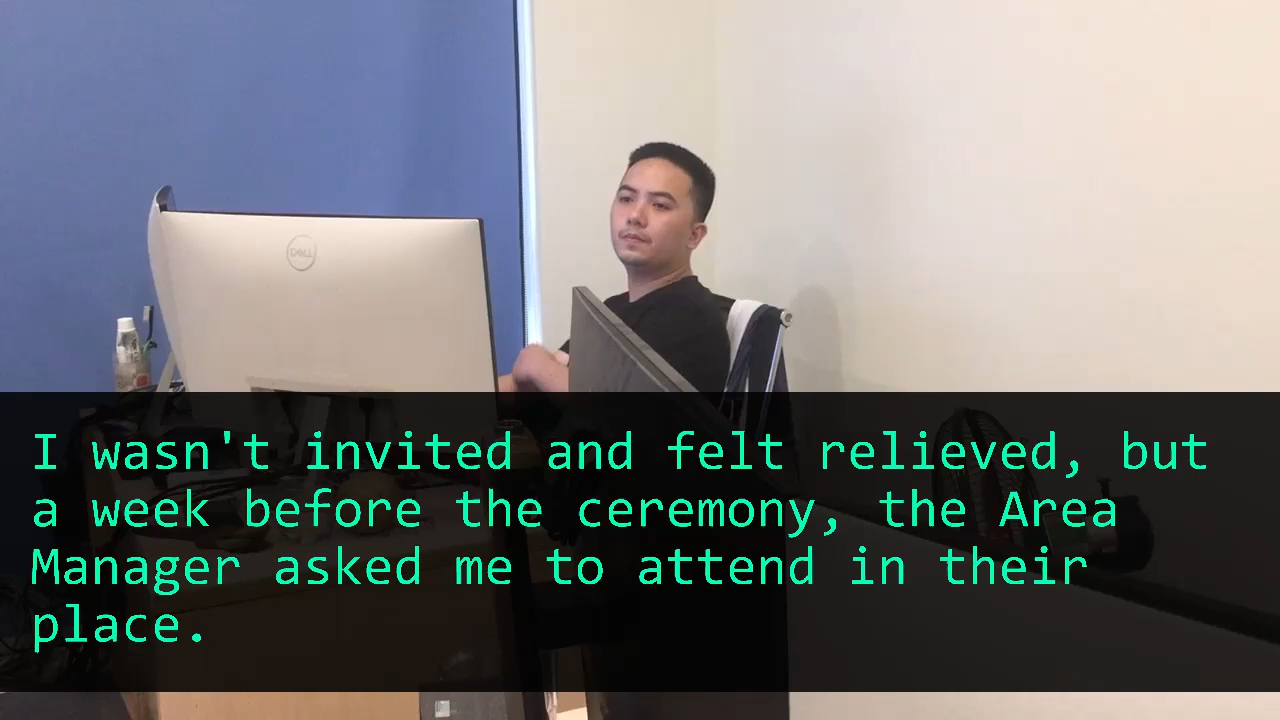 DELL
I wasn't invited and felt relieved, but
a week before the ceremony, the Area
Manager asked me to attend in their
place.